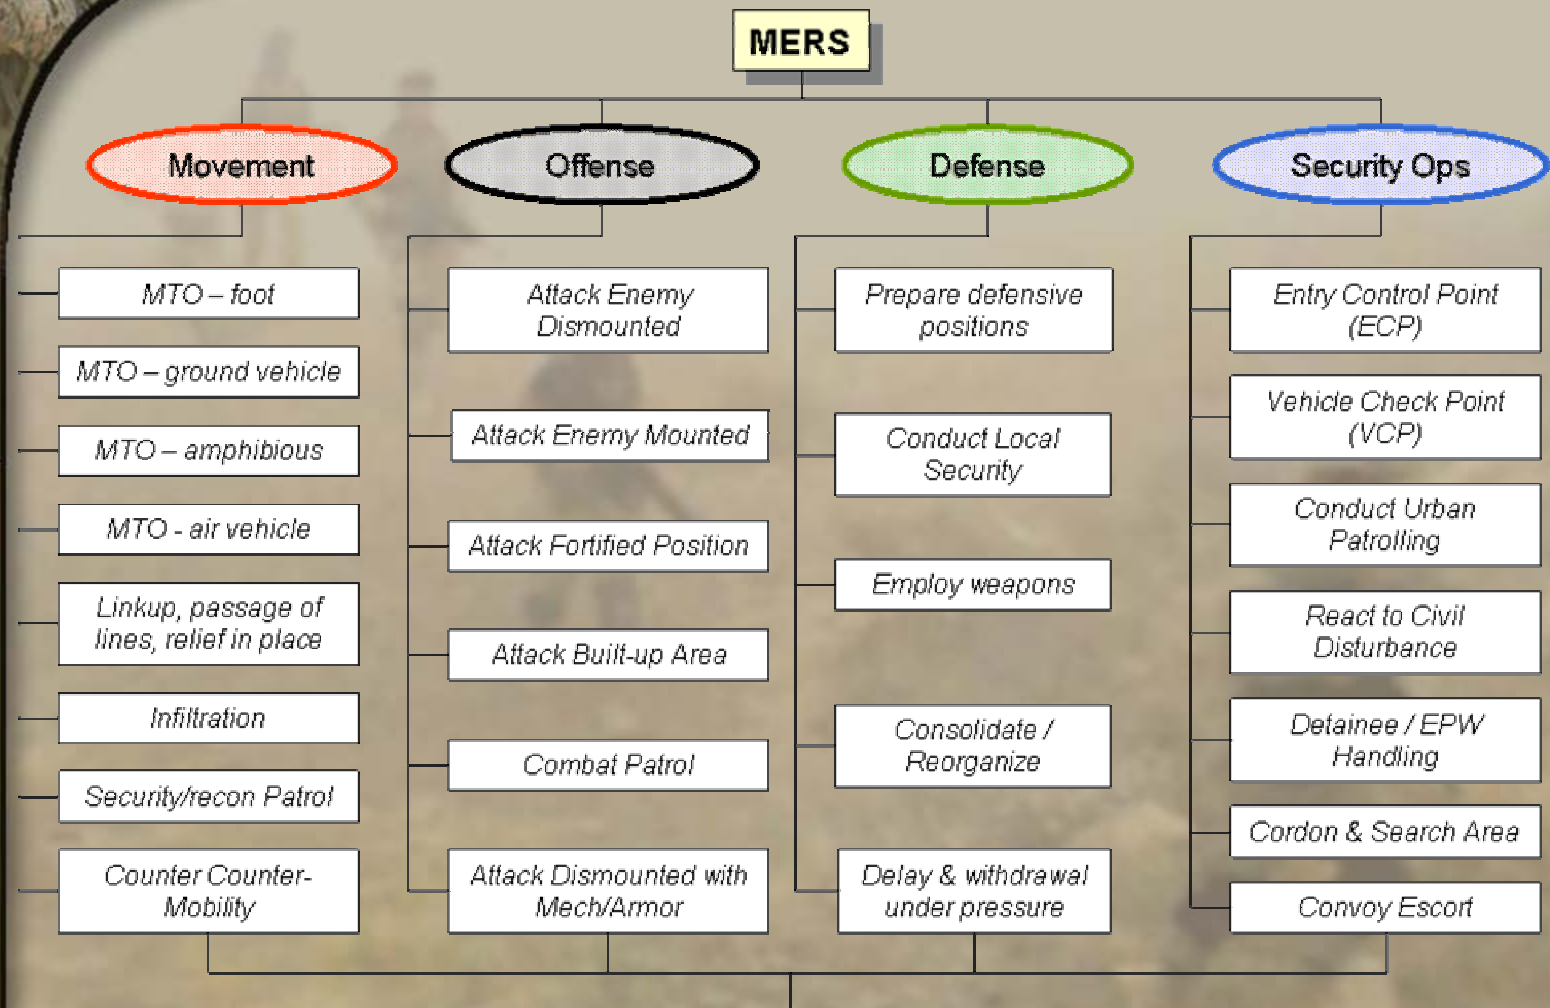 MERS
Movement
Offense
Defense
Security Ops
MTO – foot
MTO – ground vehicle
MTO – amphibious
MTO - air vehicle
Linkup, passage of
lines, relief in place
Infiltration
Security/recon Patrol
Counter Counter-
Mobility
Attack Enemy
Dismounted
Attack Enemy Mounted
Attack Fortified Position
Attack Built-up Area
Combat Patrol
Attack Dismounted with
Mech/Armor
Prepare defensive
positions
Conduct Local
Security
Employ weapons
Consolidate /
Reorganize
Delay & withdrawal
under pressure
Entry Control Point
(ECP)
Vehicle Check Point
(VCP)
Conduct Urban
Patrolling
React to Civil
Disturbance
Detainee / EPW
Handling
Cordon & Search Area
Convoy Escort